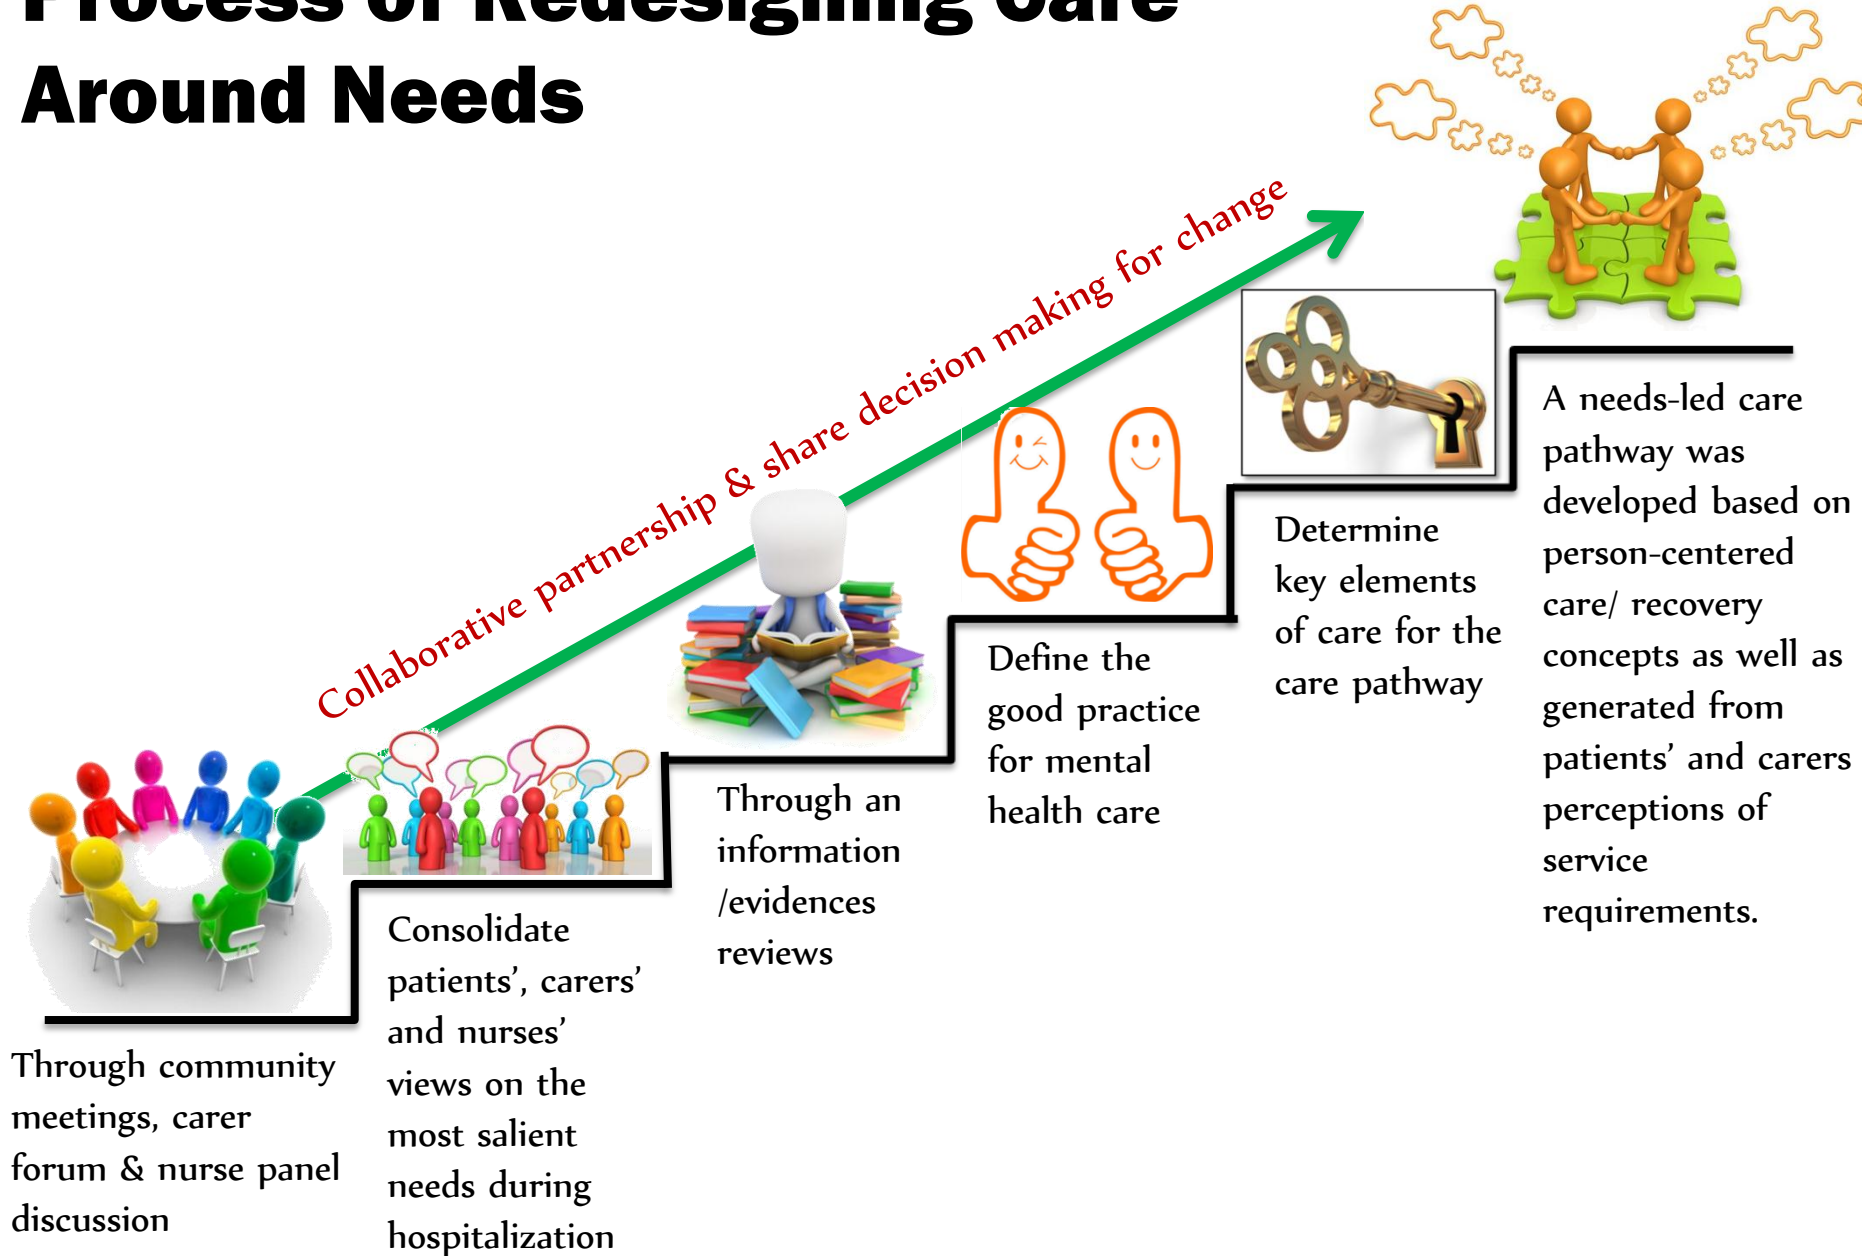 Process of Redesigning Care
Around Needs
Collaborative partnership & share decision making for change
Through community
meetings, carer
forum & nurse panel
discussion
Consolidate
patients’, carers’
and nurses’
views on the
most salient
needs during
hospitalization
Through an
information
/evidences
reviews
Define the
good practice
for mental
health care
Determine
key elements
of care for the
care pathway
A needs-led care
pathway was
developed based on
person-centered
care/ recovery
concepts as well as
generated from
patients’ and carers
perceptions of
service
requirements.